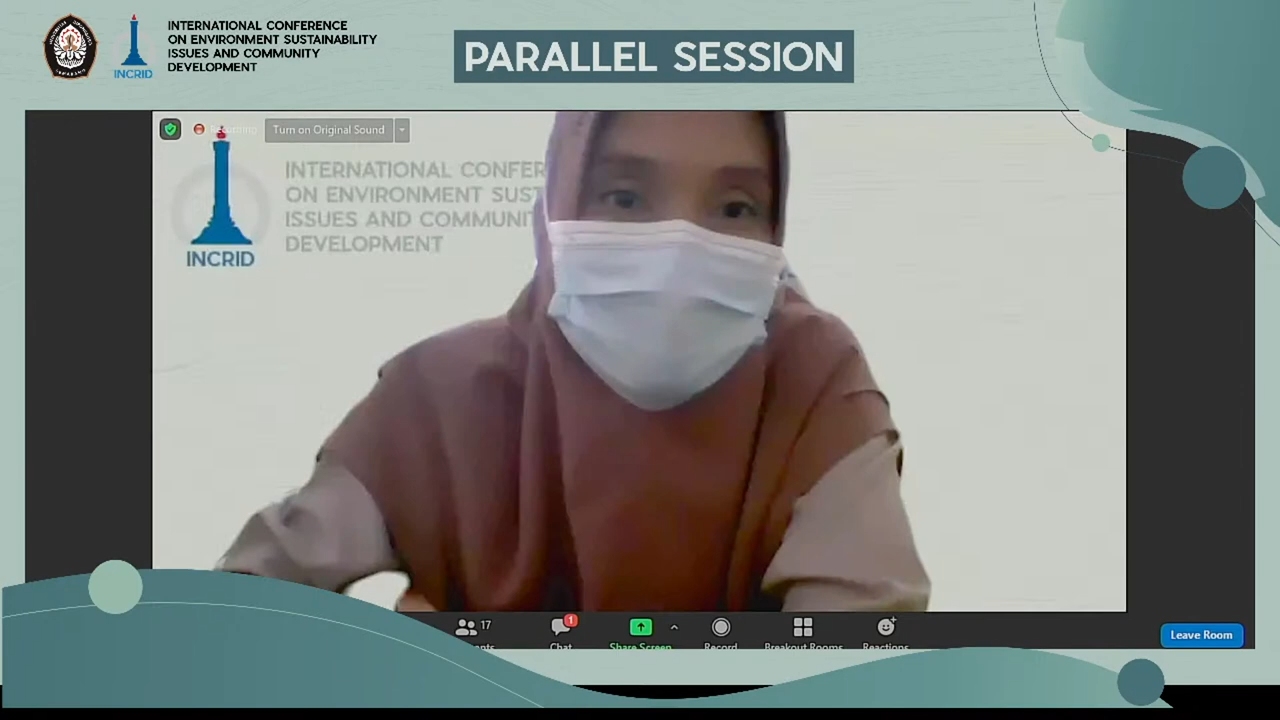 INTERNATIONAL CONFERENCE
ON ENVIRONMENT SUSTAINABILITY
ISSUES AND COMMUNITY
DEVELOPMENT
INCRID
PARALLEL SESSION
Recording
Turn on Original Sound
INTERNATIONAL CONFER
ON ENVIRONMENT SUST
ISSUES AND COMMUNIT
DEVELOPMENT
INCRID
17
1
Chat
Share Screen
Record
Breakout Rooms
Reactions
Leave Room